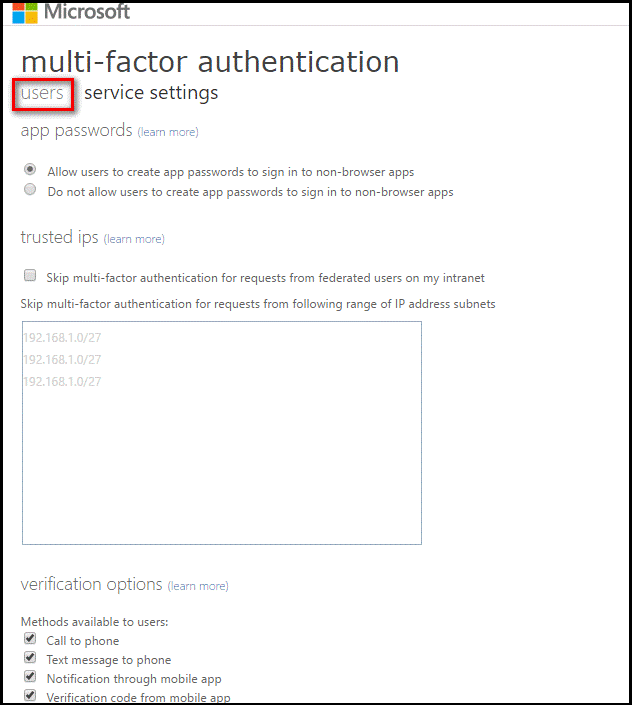 Microsoft
multi-factor authentication
users service settings
app passwords (learn more)
Allow users to create app passwords to sign in to non-browser apps
Do not allow users to create app passwords to sign in to non-browser apps
trusted ips (learn more)
Skip multi-factor authentication for requests from federated users on my intranet
Skip multi-factor authentication for requests from following range of IP address subnets
192.168.1.0/27
192.168.1.0/27
192.168.1.0/27
verification options (learn more)
Methods available to users:
Call to phone
Text message to phone
Notification through mobile app
Verification code from mobile app